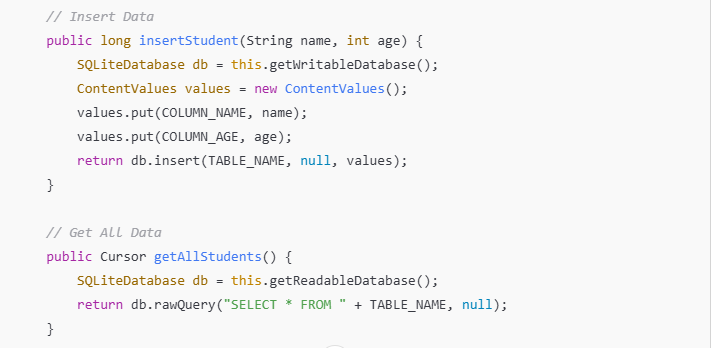 // Insert Data
public long insertStudent(String name, int age) {
    SQLiteDatabase db = this.getWritableDatabase();
    ContentValues values = new ContentValues();
    values.put(COLUMN_NAME, name);
    values.put(COLUMN_AGE, age);
    return db.insert(TABLE_NAME, null, values);
}

// Get All Data
public Cursor getAllStudents() {
    SQLiteDatabase db = this.getReadableDatabase();
    return db.rawQuery("SELECT * FROM " + TABLE_NAME, null);
}